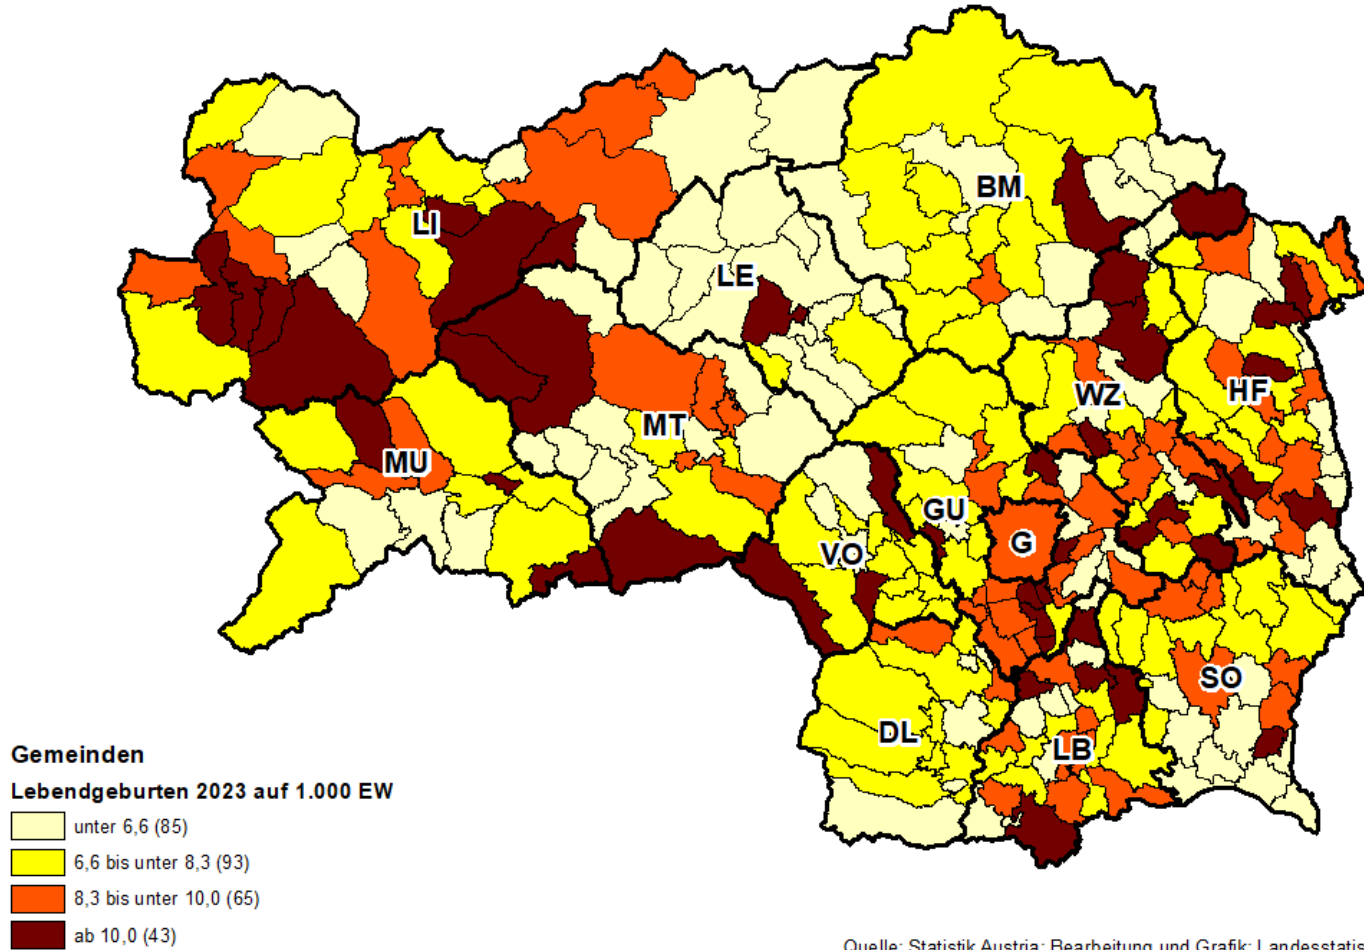 BM
LI
LE
WZ
HF
MT
MU
GU
G
VO
SO
DL
LB
Gemeinden
Lebendgeburten 2023 auf 1.000 EW
unter 6,6 (85)
6,6 bis unter 8,3 (93)
8,3 bis unter 10,0 (65)
ab 10,0 (43)
Quelle: Statistik Austria; Bearbeitung und Grafik: Landesstatis